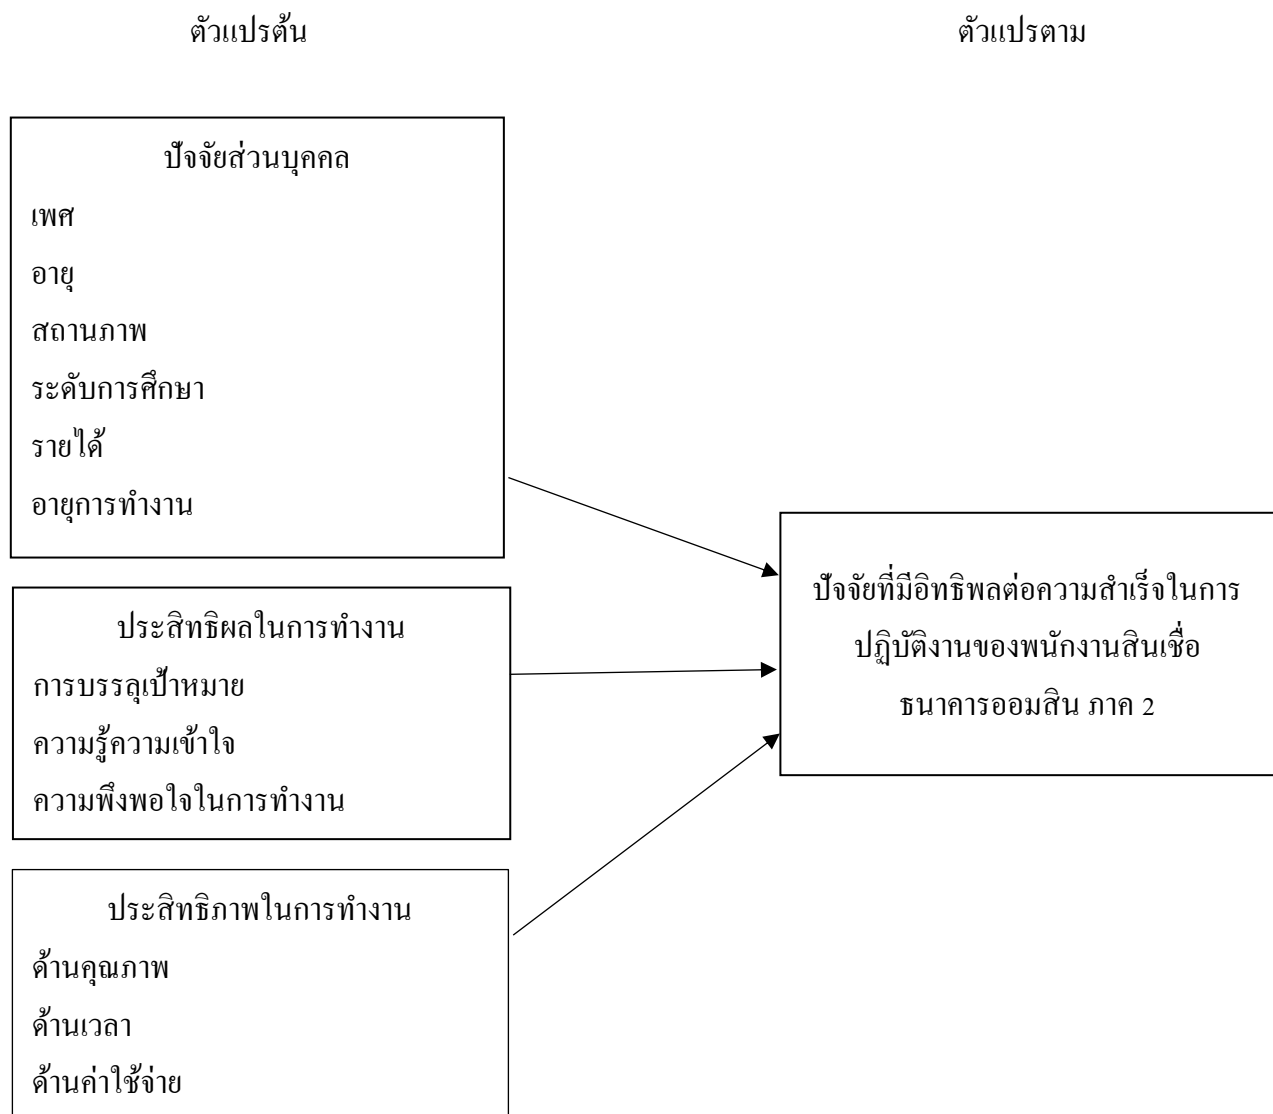 ตัวแปรต้น
ตัวแปรตาม
ปัจจัยส่วนบุคคล
เพศ
อายุ
สถานภาพ
ระดับการศึกษา
รายได้
อายุการทำงาน
ประสิทธิผลในการทำงาน
การบรรลุเป้าหมาย
ความรู้ความเข้าใจ
ความพึงพอใจในการทำงาน
ประสิทธิภาพในการทำงาน
ด้านคุณภาพ
ด้านเวลา
ด้านค่าใช้จ่าย
ปัจจัยที่มีอิทธิพลต่อความสำเร็จในการ
ปฏิบัติงานของพนักงานสินเชื่อ
ธนาคารออมสิน ภาค 2